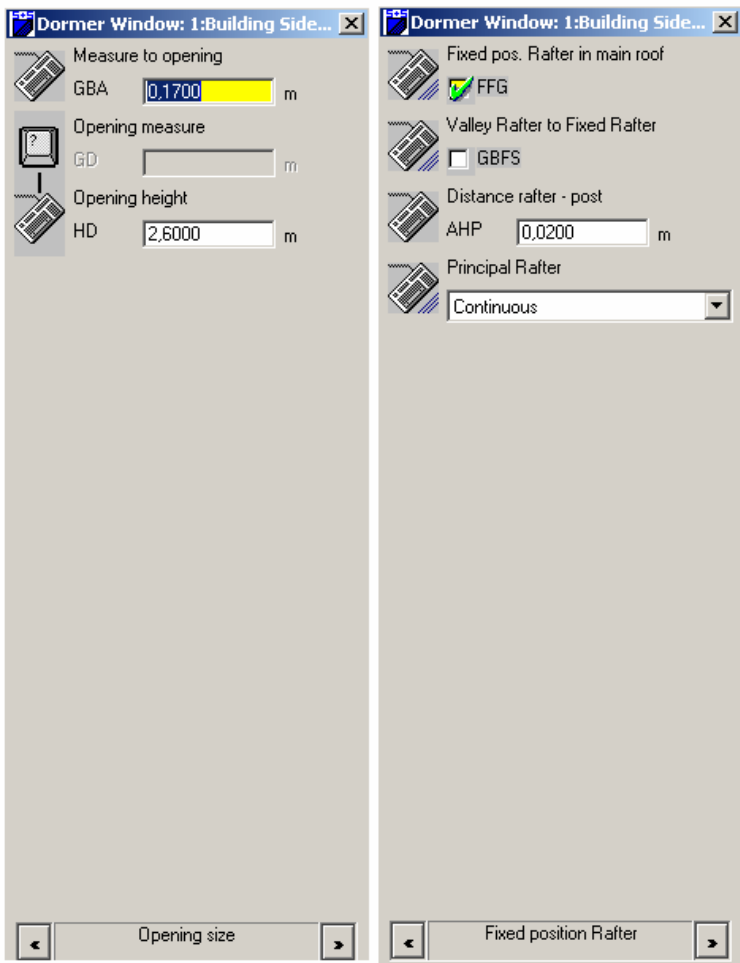 Dormer Window: 1:Building Side...
Measure to opening
GBA 0,1700 m
?
Opening measure
GD m
Opening height
HD 2,6000 m
Opening size
Dormer Window: 1:Building Side...
Fixed pos. Rafter in main roof
FFG
Valley Rafter to Fixed Rafter
GBFS
Distance rafter - post
AHP 0,0200 m
Principal Rafter
Continuous
Fixed position Rafter